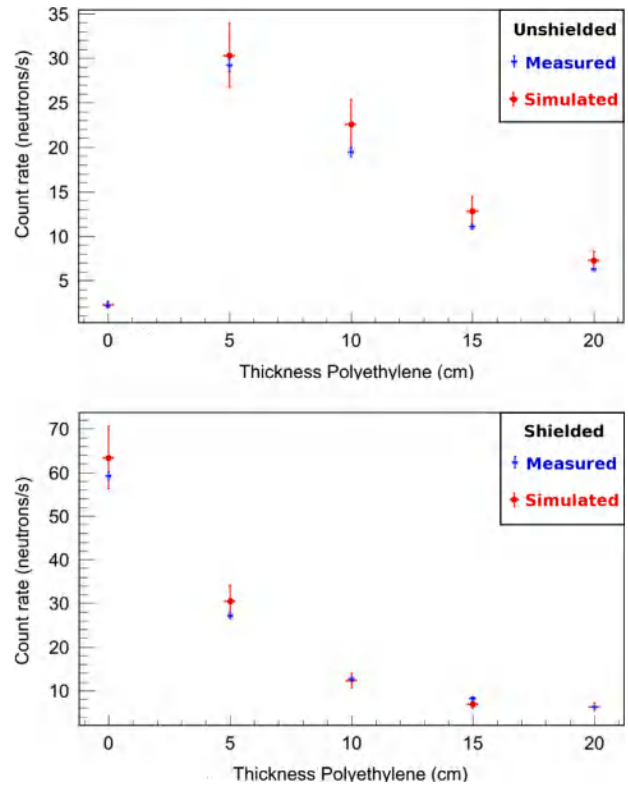 35
30
25
20
15
10
5
Count rate (neutrons/s)
Unshielded
Measured
Simulated
0 5 10 15 20
Thickness Polyethylene (cm)
70
60
50
40
30
20
10
Count rate (neutrons/s)
Shielded
Measured
Simulated
0 5 10 15 20
Thickness Polyethylene (cm)